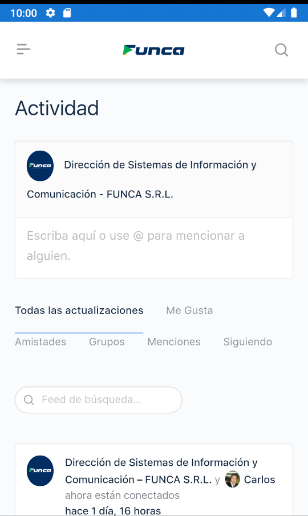 10:00
Funca
Actividad
Funca
Dirección de Sistemas de Información y
Comunicación - FUNCA S.R.L.
Escriba aquí o use @ para mencionar a
alguien.
Todas las actualizaciones Me Gusta
Amistades Grupos Menciones Siguiendo
Feed de búsqueda...
Funca
Dirección de Sistemas de Información y
Comunicación – FUNCA S.R.L. y Carlos
ahora están conectados
hace 1 día, 16 horas